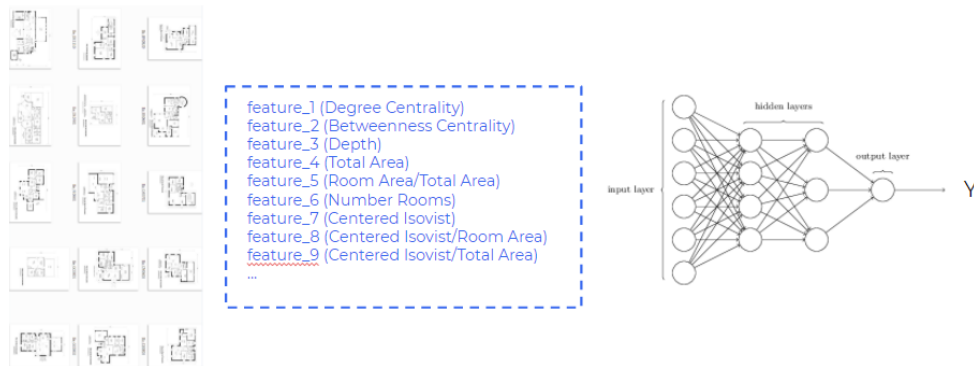 feature_1 (Degree Centrality)
feature_2 (Betweenness Centrality)
feature_3 (Depth)
feature_4 (Total Area)
feature_5 (Room Area/Total Area)
feature_6 (Number Rooms)
feature_7 (Centered Isovist)
feature_8 (Centered Isovist/Room Area)
feature_9 (Centered Isovist/Total Area)
...
hidden layers
output layer
input layer
Y